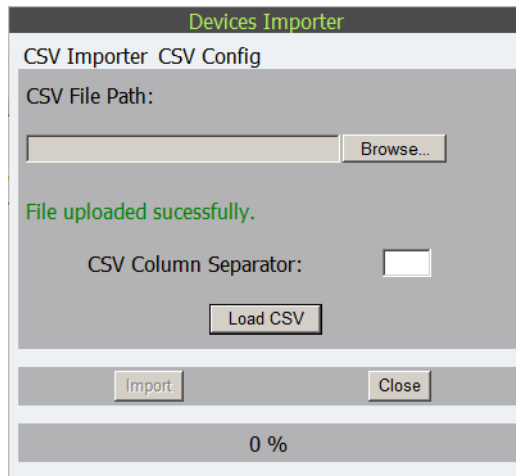 Devices Importer
CSV Importer CSV Config
CSV File Path:
Browse...
File uploaded sucessfully.
CSV Column Separator:
Load CSV
Import Close
0 %